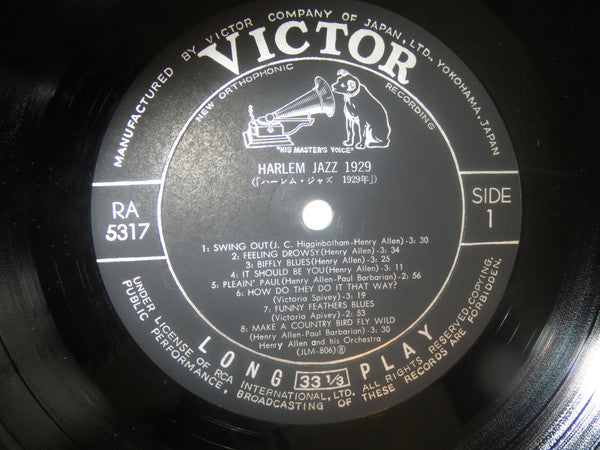 MANUFACTURED BY VICTOR COMPANY OF JAPAN, LTD., YOKOHAMA, JAPAN
VICTOR
NEW ORTHOPHONIC RECORDING
"HIS MASTER'S VOICE"
HARLEM JAZZ 1929
(「ハーレム・ジャズ 1929年」)
RA
5317
SIDE
1
1: SWING OUT(J. C. Higginbotham-Henry Allen)-3: 30
2: FEELING DROWSY(Henry Allen)-3: 34
3: BIFFLY BLUES(Henry Allen)-3: 25
4: IT SHOULD BE YOU(Henry Allen)-3: 11
5: PLEAIN' PAUL(Henry Allen-Paul Barbarian)-2: 56
6: HOW DO THEY DO IT THAT WAY?
(Victoria Spivey)-3: 19
7: FUNNY FEATHERS BLUES
(Victoria Apivey)-2: 53
8: MAKE A COUNTRY BIRD FLY WILD
(Henry Allen-Paul Barbarian)-3: 30
Henry Allen and his Orchestra
(JLM-806)Ⓑ
LONG 33 1/3 PLAY
UNDER LICENSE OF RCA INTERNATIONAL, LTD. ALL RIGHTS RESERVED. COPYING,
PUBLIC PERFORMANCE, BROADCASTING OF THESE RECORDS ARE FORBIDDEN.